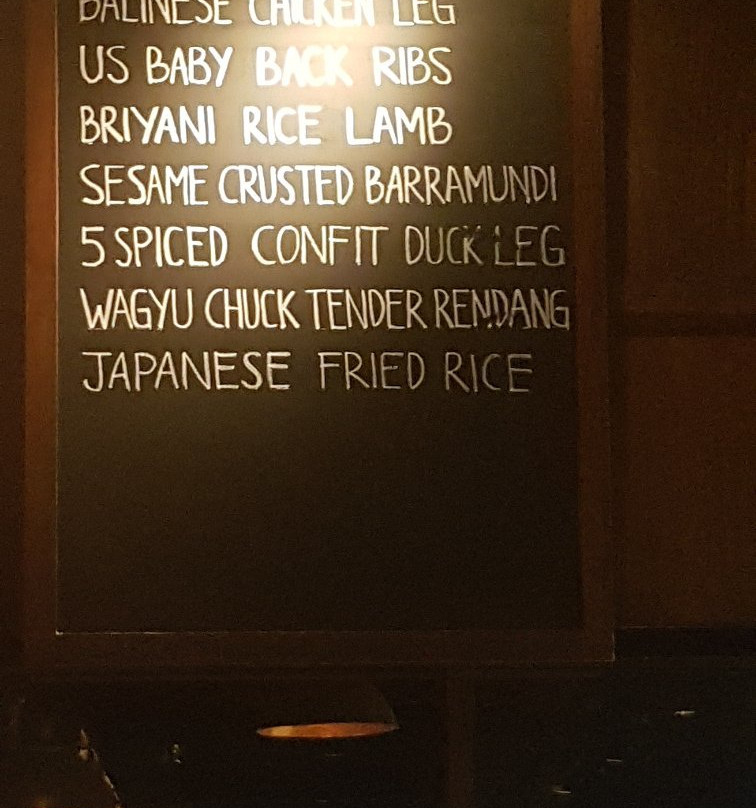 BALINESE CHICKEN LEG
US BABY BACK RIBS
BRIYANI RICE LAMB
SESAME CRUSTED BARRAMUNDI
5 SPICED CONFIT DUCK LEG
WAGYU CHUCK TENDER RENDANG
JAPANESE FRIED RICE